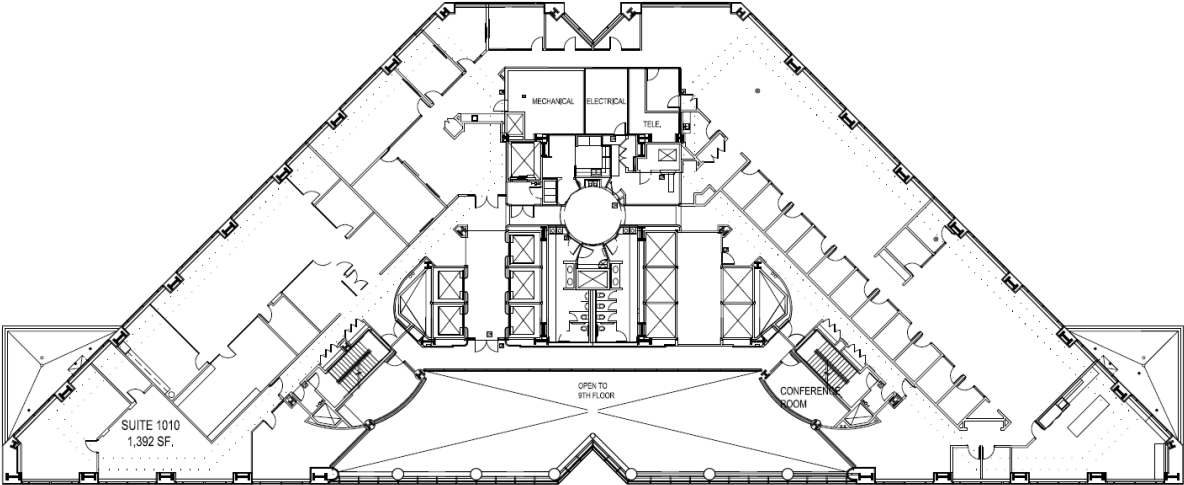 MECHANICAL
ELECTRICAL
TELE.
OPEN TO
9TH FLOOR
CONFERENCE
ROOM
SUITE 1010
1,392 SF.